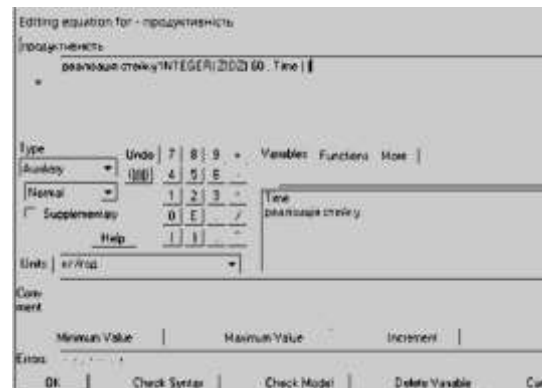 Editing equation for - продуктивність
продуктивність
= реалізація стейку*INTEGER(ZIDZ(60 , Time ) )
Type
Undo 7 8 9 + Variables Functions More
Auxiliary {[()]} 4 5 6 -
Normal 1 2 3 * Time
Supplementary 0 E . / реалізація стейку
Help ( ) , ^
Units кг/год
Com-
ment
Minimum Value Maximum Value Increment
Errors:
OK Check Syntax Check Model Delete Variable